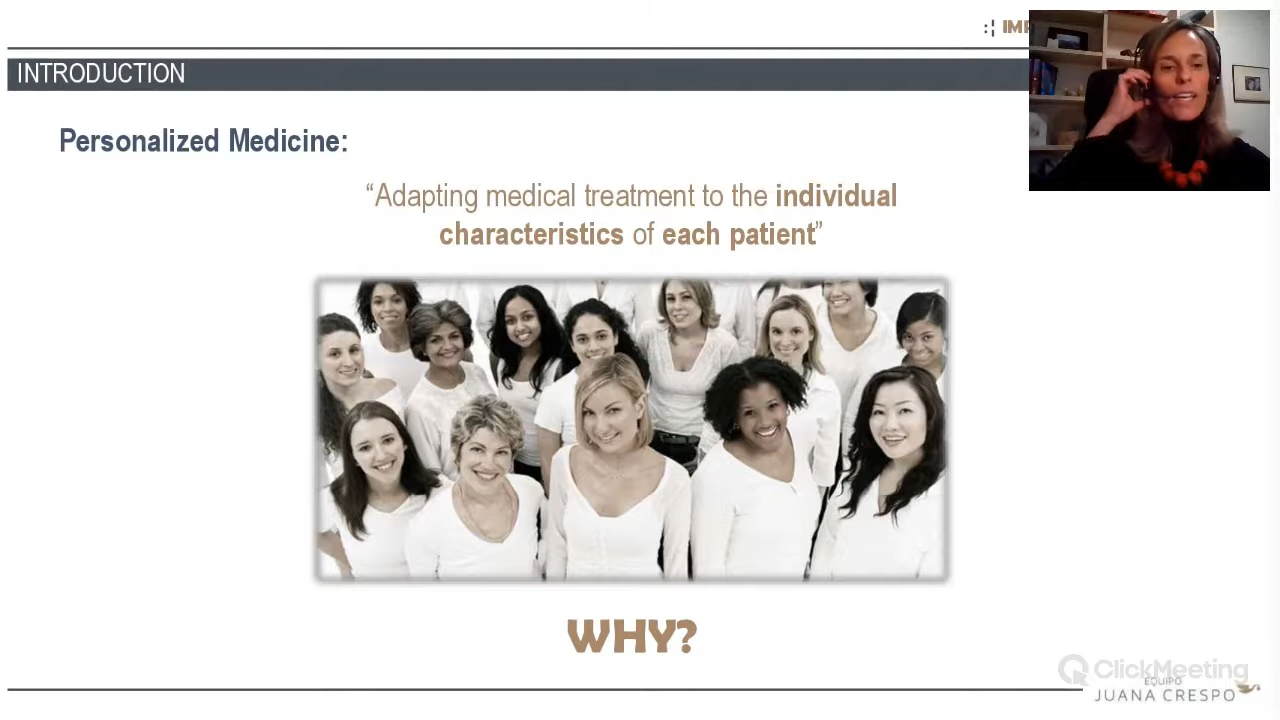 INTRODUCTION
Personalized Medicine:
“Adapting medical treatment to the individual
characteristics of each patient”
WHY?
ClickMeeting
EQUIPO
JUANA CRESPO